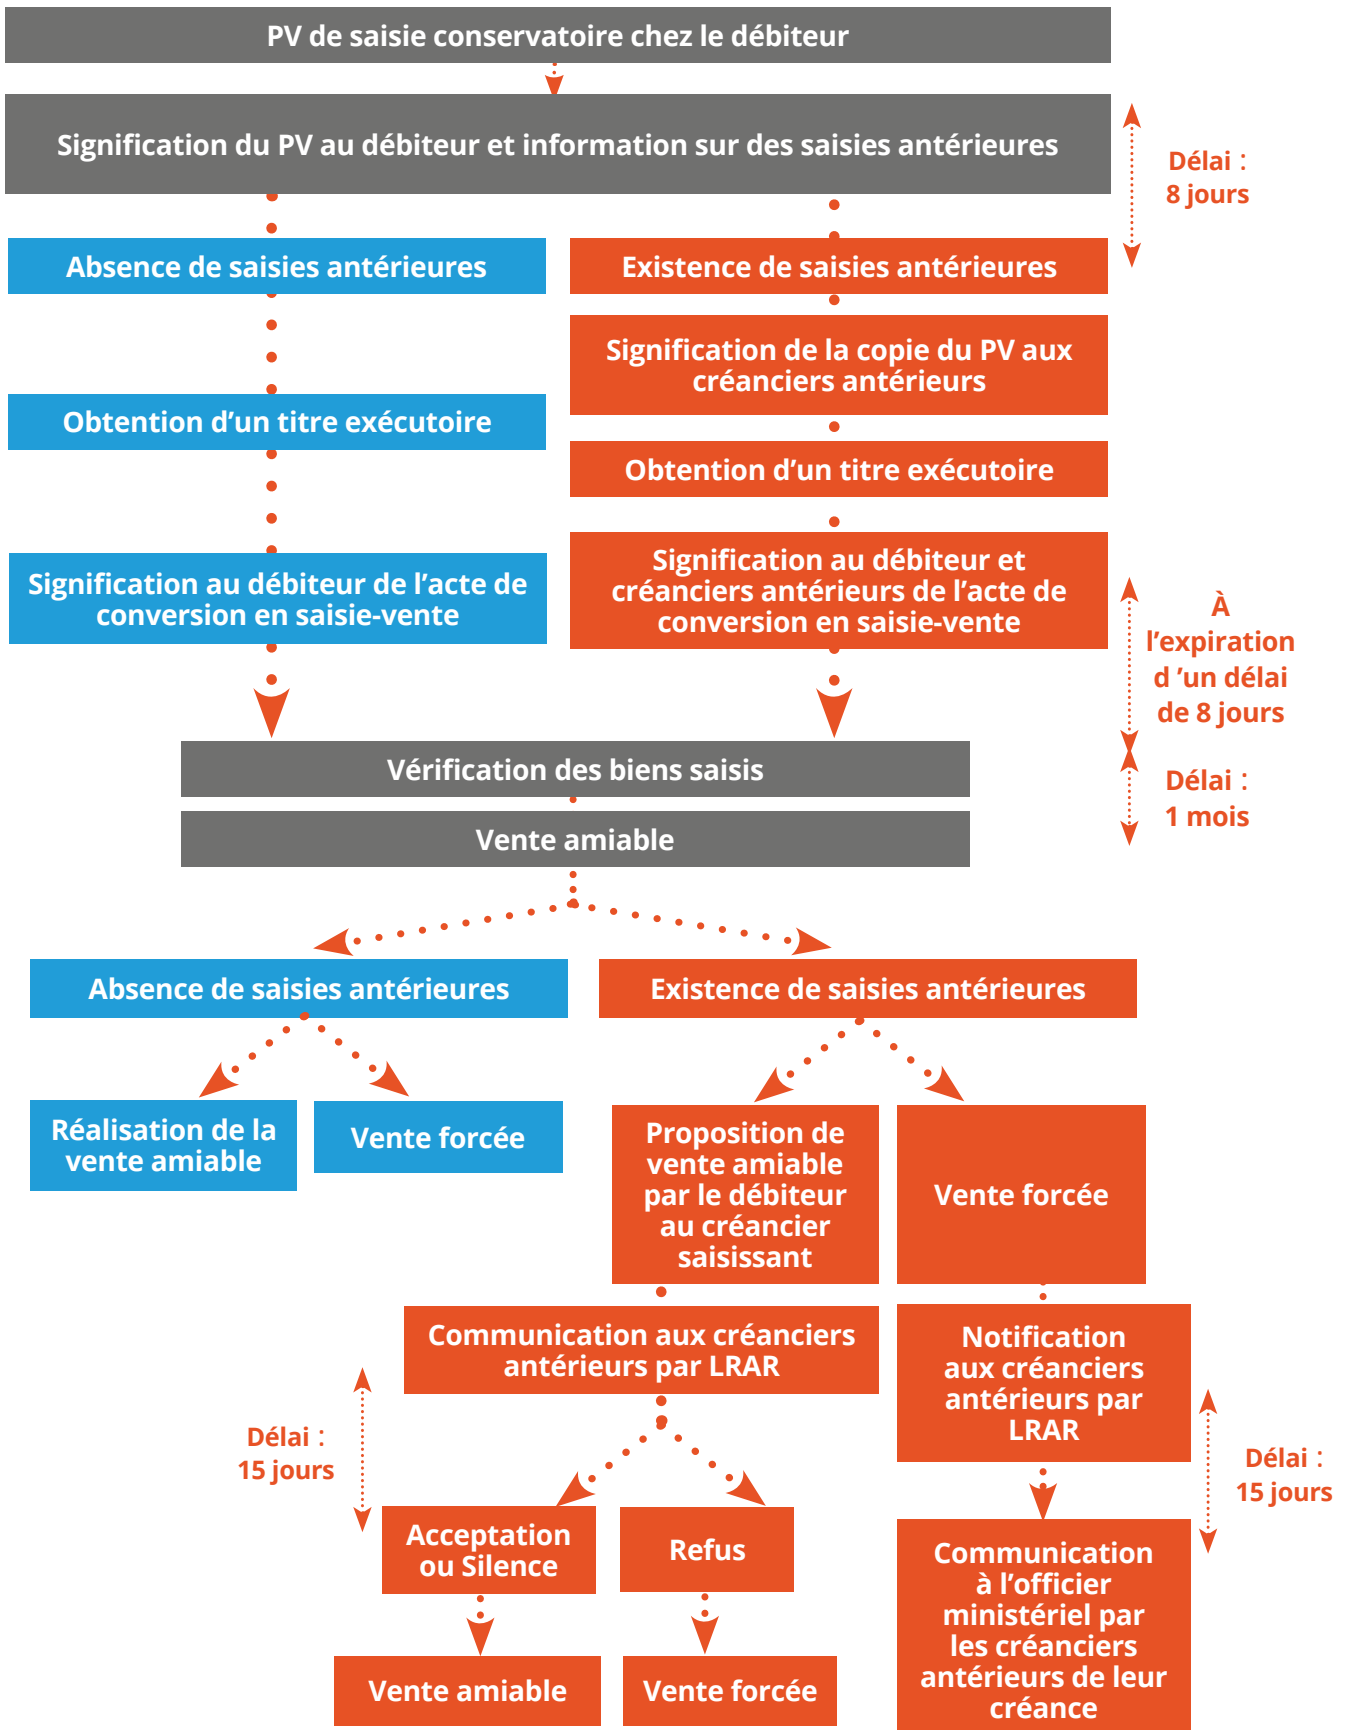 PV de saisie conservatoire chez le débiteur
Signification du PV au débiteur et information sur des saisies antérieures
Délai :
8 jours
Absence de saisies antérieures
Existence de saisies antérieures
Signification de la copie du PV aux
créanciers antérieurs
Obtention d’un titre exécutoire
Obtention d’un titre exécutoire
Signification au débiteur de l’acte de
conversion en saisie-vente
Signification au débiteur et
créanciers antérieurs de l’acte de
conversion en saisie-vente
À
l’expiration
d ’un délai
de 8 jours
Vérification des biens saisis
Délai :
1 mois
Vente amiable
Absence de saisies antérieures
Existence de saisies antérieures
Réalisation de la
vente amiable
Vente forcée
Proposition de
vente amiable
par le débiteur
au créancier
saisissant
Vente forcée
Communication aux créanciers
antérieurs par LRAR
Notification
aux créanciers
antérieurs par
LRAR
Délai :
15 jours
Délai :
15 jours
Acceptation
ou Silence
Refus
Communication
à l’officier
ministériel par
les créanciers
antérieurs de leur
créance
Vente amiable
Vente forcée